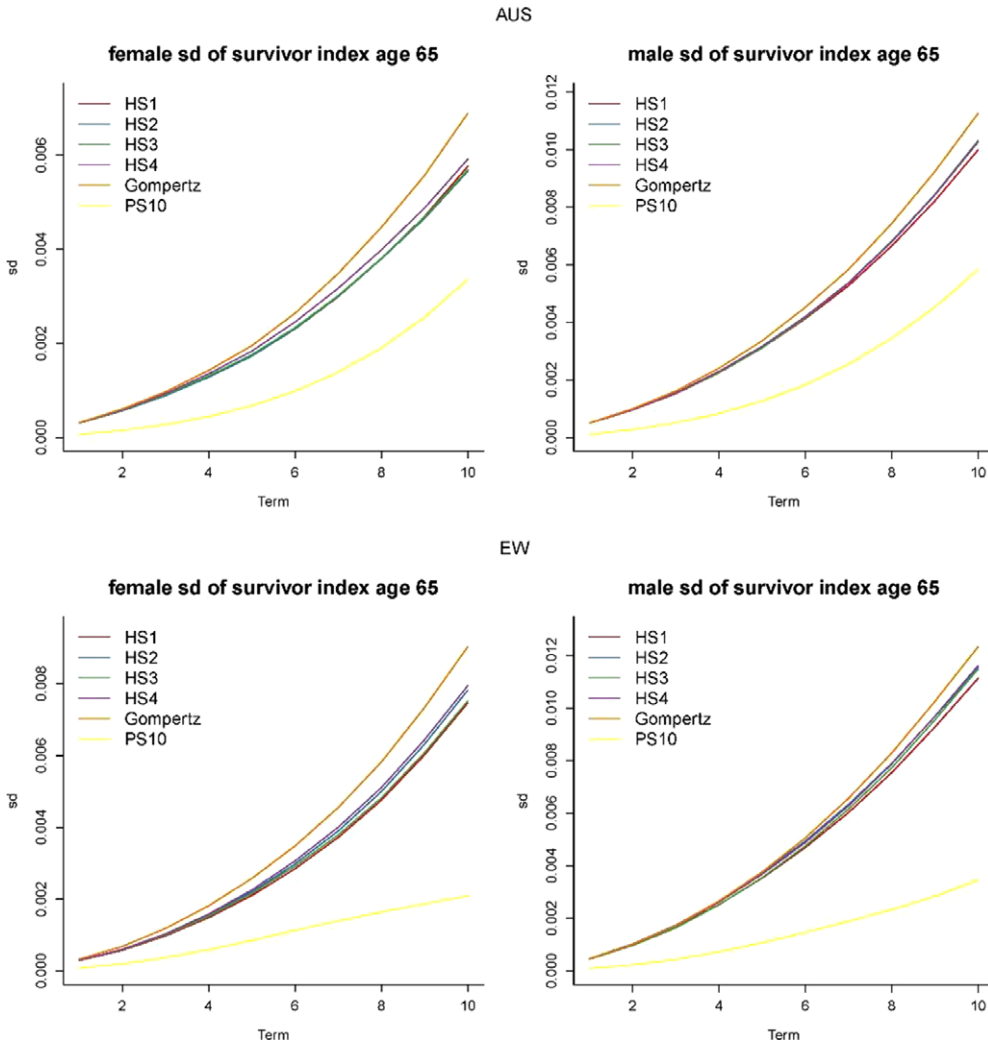 AUS
female sd of survivor index age 65
HS1
HS2
HS3
HS4
Gompertz
PS10
sd
0.000
0.002
0.004
0.006
2
4
6
8
10
Term
male sd of survivor index age 65
HS1
HS2
HS3
HS4
Gompertz
PS10
sd
0.000
0.002
0.004
0.006
0.008
0.010
0.012
2
4
6
8
10
Term
EW
female sd of survivor index age 65
HS1
HS2
HS3
HS4
Gompertz
PS10
sd
0.000
0.002
0.004
0.006
0.008
2
4
6
8
10
Term
male sd of survivor index age 65
HS1
HS2
HS3
HS4
Gompertz
PS10
sd
0.000
0.002
0.004
0.006
0.008
0.010
0.012
2
4
6
8
10
Term